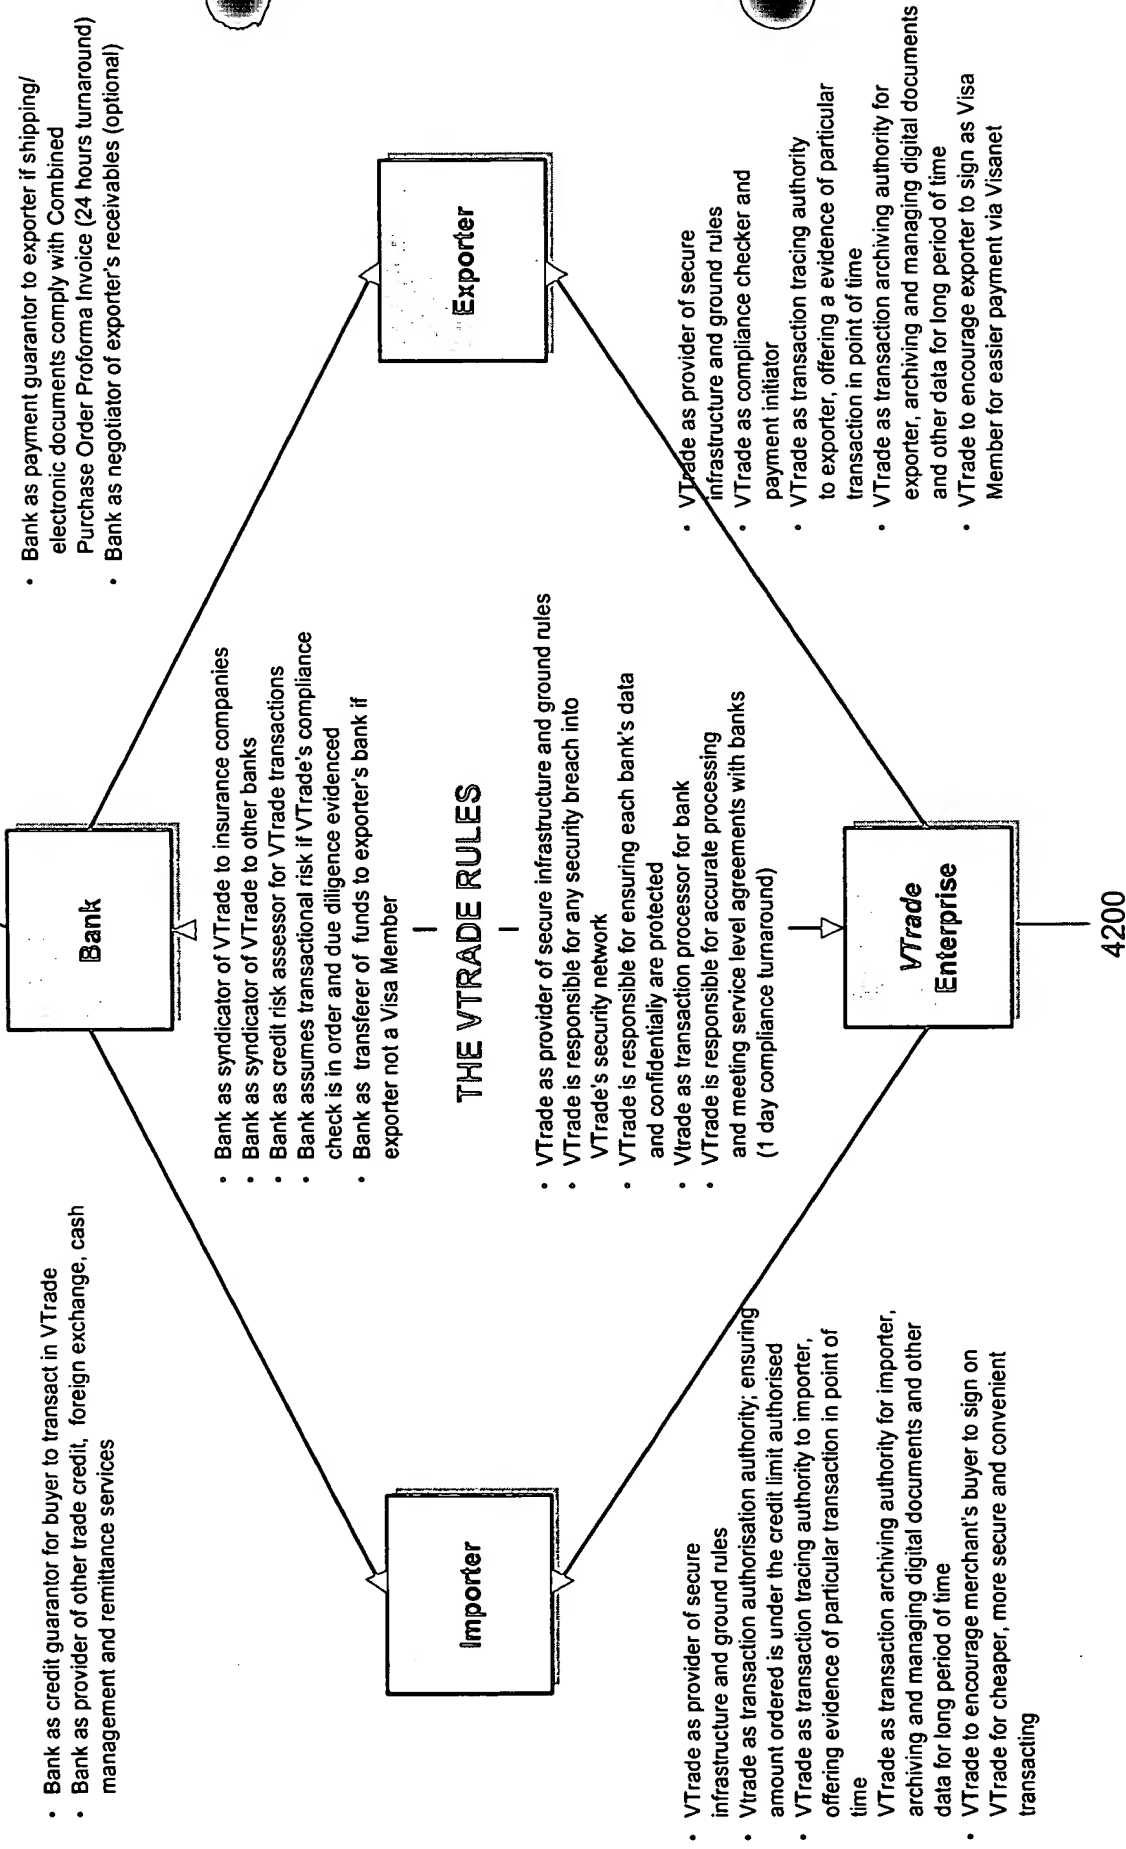 • Bank as credit guarantor for buyer to transact in VTrade
• Bank as provider of other trade credit, foreign exchange, cash
management and remittance services
Bank
• Bank as payment guarantor to exporter if shipping/
electronic documents comply with Combined
Purchase Order Proforma Invoice (24 hours turnaround)
• Bank as negotiator of exporter's receivables (optional)
• Bank as syndicator of VTrade to insurance companies
• Bank as syndicator of VTrade to other banks
• Bank as credit risk assessor for VTrade transactions
• Bank assumes transactional risk if VTrade's compliance
check is in order and due diligence evidenced
• Bank as transferer of funds to exporter's bank if
exporter not a Visa Member
Importer
THE VTRADE RULES
Exporter
• VTrade as provider of secure infrastructure and ground rules
• VTrade is responsible for any security breach into
VTrade's security network
• VTrade is responsible for ensuring each bank's data
and confidentially are protected
• Vtrade as transaction processor for bank
• VTrade is responsible for accurate processing
and meeting service level agreements with banks
(1 day compliance turnaround)
• VTrade as provider of secure
infrastructure and ground rules
• Vtrade as transaction authorisation authority; ensuring
amount ordered is under the credit limit authorised
• VTrade as transaction tracing authority to importer,
offering evidence of particular transaction in point of
time
VTrade as transaction archiving authority for importer,
archiving and managing digital documents and other
data for long period of time
• VTrade to encourage merchant's buyer to sign on
VTrade for cheaper, more secure and convenient
transacting
VTrade
Enterprise
• VTrade as provider of secure
infrastructure and ground rules
• VTrade as compliance checker and
payment initiator
• VTrade as transaction tracing authority
to exporter, offering a evidence of particular
transaction in point of time
• VTrade as transaction archiving authority for
exporter, archiving and managing digital documents
and other data for long period of time
• VTrade to encourage exporter to sign as Visa
Member for easier payment via Visanet
4200